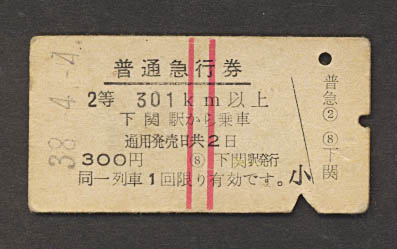 38.4.-4
普通急行券
2等 301km以上
下関駅から乗車
通用発売日共2日
300円 ⑧ 下関駅発行
同一列車1回限り有効です。
小
普急② ⑧下関